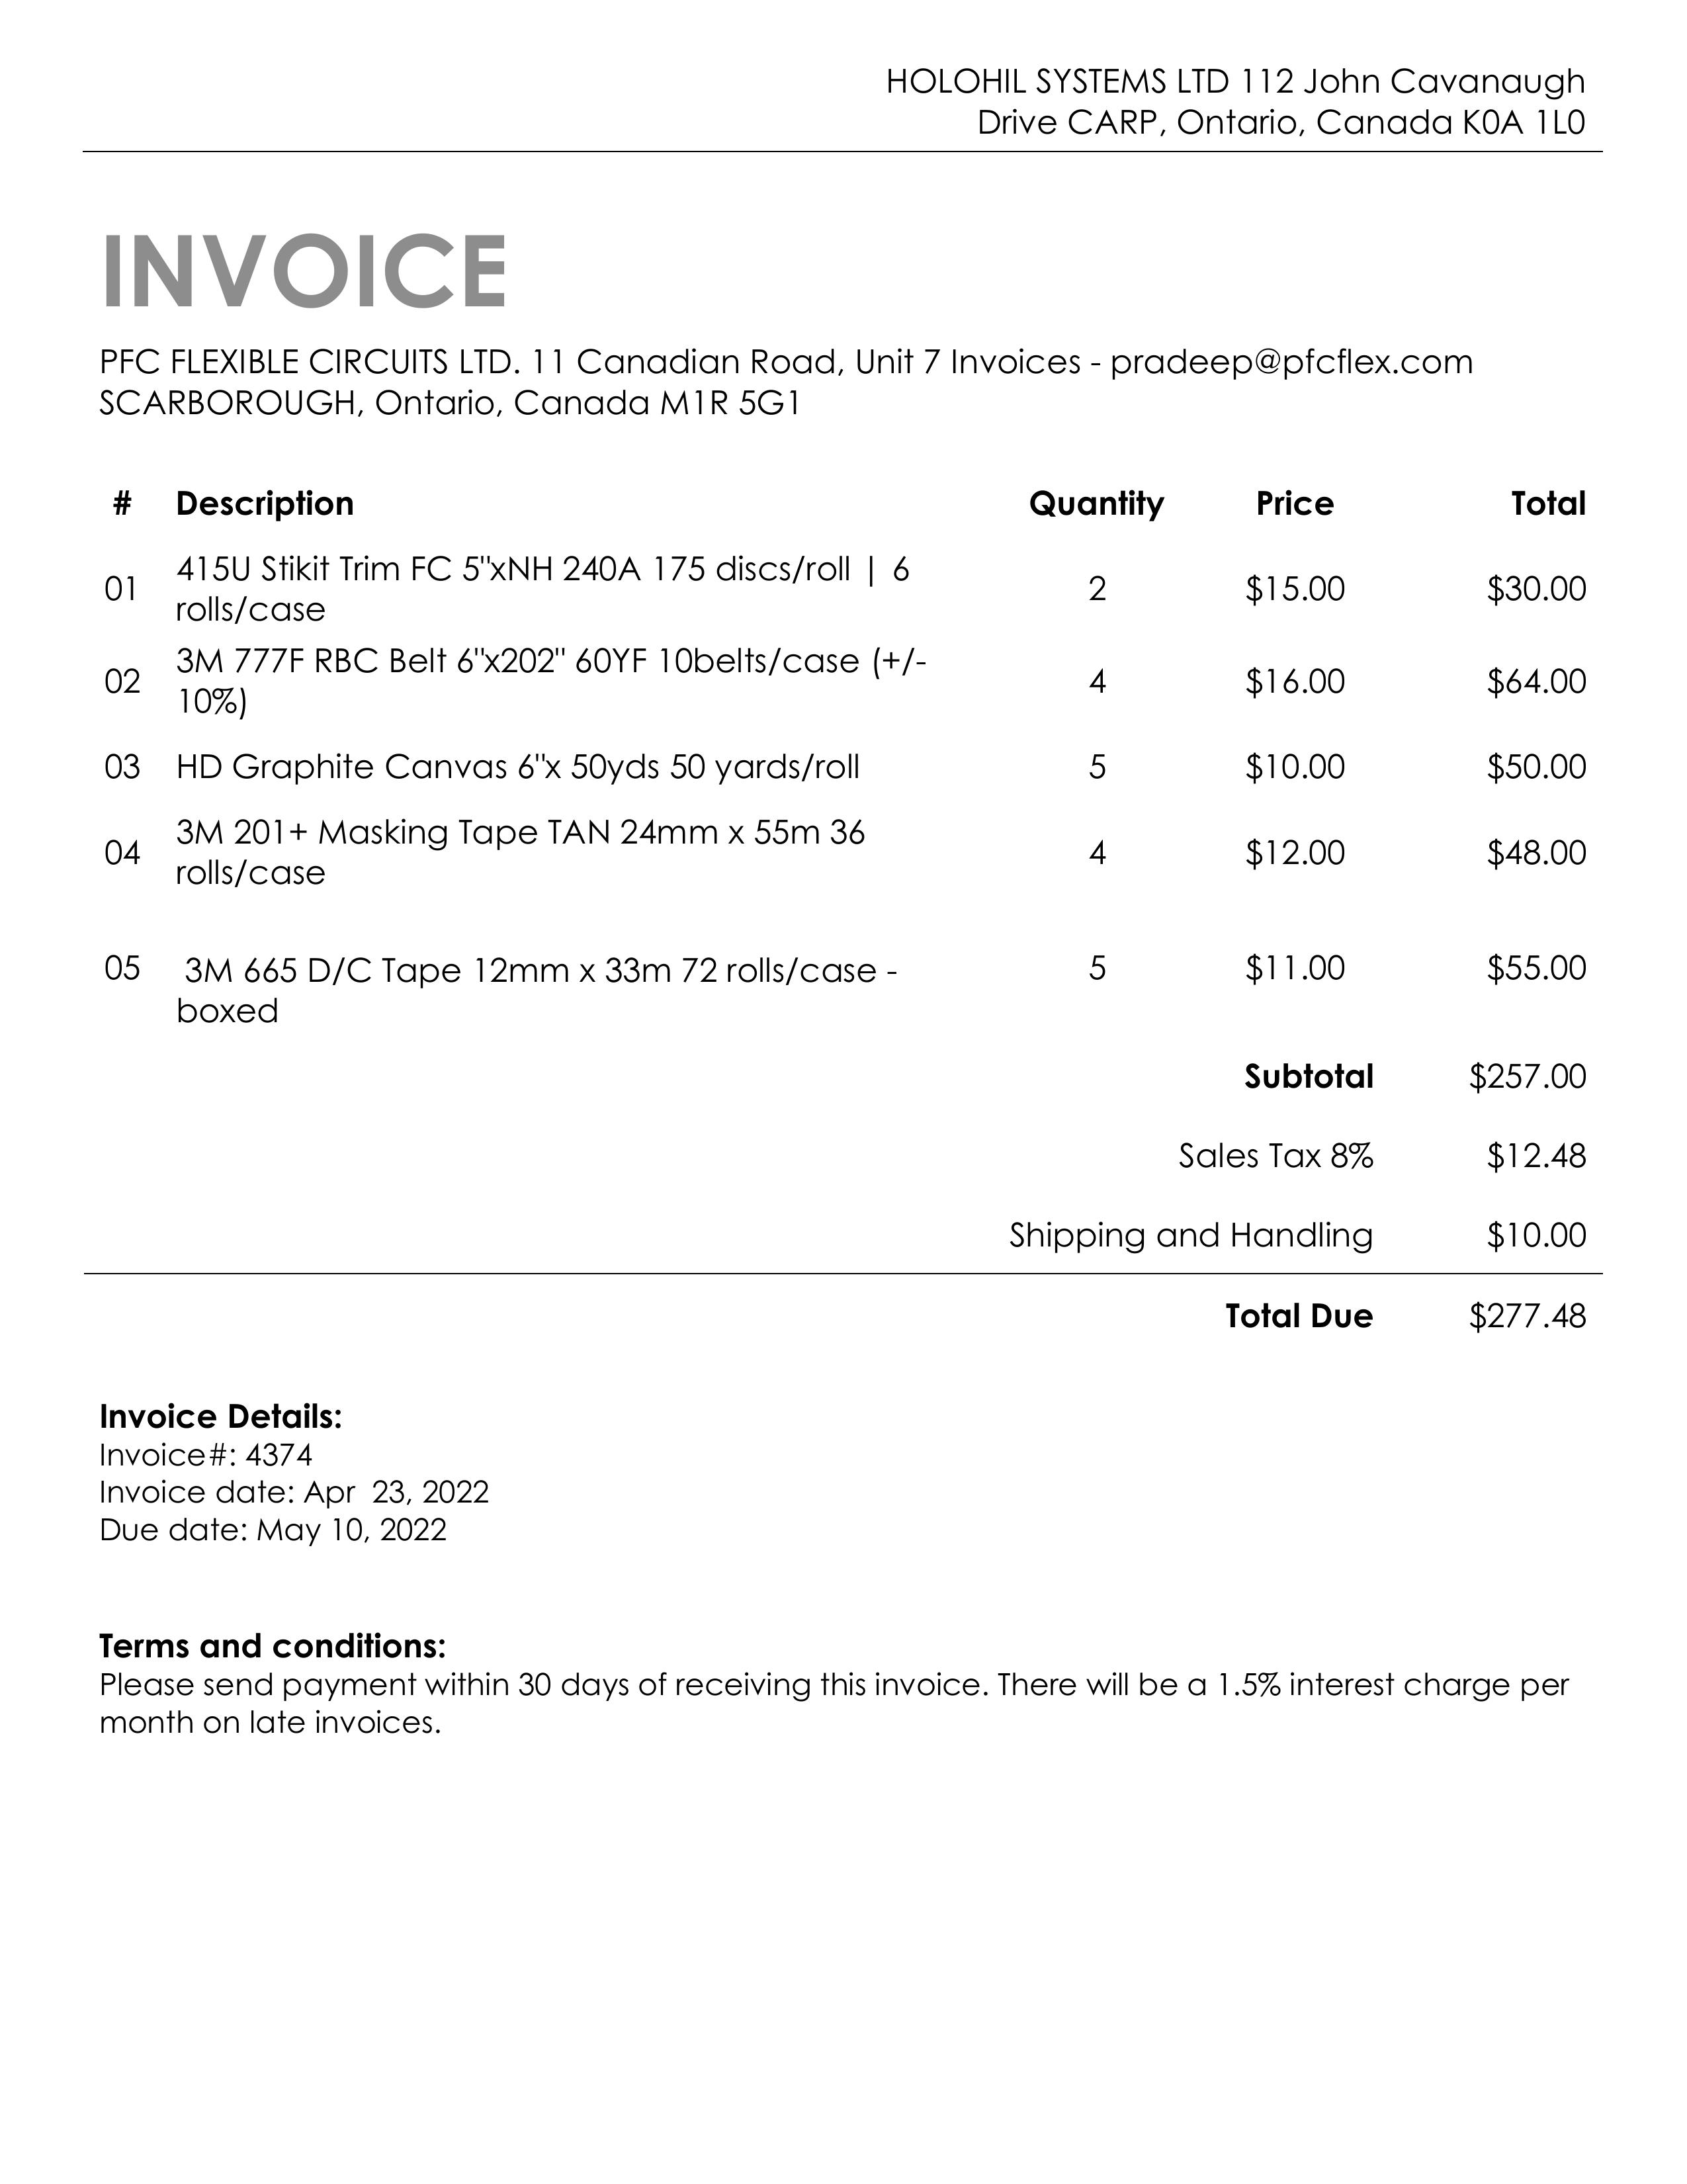 HOLOHIL SYSTEMS LTD 112 John Cavanaugh
Drive CARP, Ontario, Canada K0A 1L0
INVOICE
PFC FLEXIBLE CIRCUITS LTD. 11 Canadian Road, Unit 7 Invoices - pradeep@pfcflex.com
SCARBOROUGH, Ontario, Canada M1R 5G1
# Description Quantity Price Total
01 415U Stikit Trim FC 5"xNH 240A 175 discs/roll | 6 2 $15.00 $30.00
rolls/case
02 3M 777F RBC Belt 6"x202" 60YF 10belts/case (+/- 4 $16.00 $64.00
10%)
03 HD Graphite Canvas 6"x 50yds 50 yards/roll 5 $10.00 $50.00
04 3M 201+ Masking Tape TAN 24mm x 55m 36 4 $12.00 $48.00
rolls/case
05 3M 665 D/C Tape 12mm x 33m 72 rolls/case - 5 $11.00 $55.00
boxed
Subtotal $257.00
Sales Tax 8% $12.48
Shipping and Handling $10.00
Total Due $277.48
Invoice Details:
Invoice#: 4374
Invoice date: Apr  23, 2022
Due date: May 10, 2022
Terms and conditions:
Please send payment within 30 days of receiving this invoice. There will be a 1.5% interest charge per
month on late invoices.